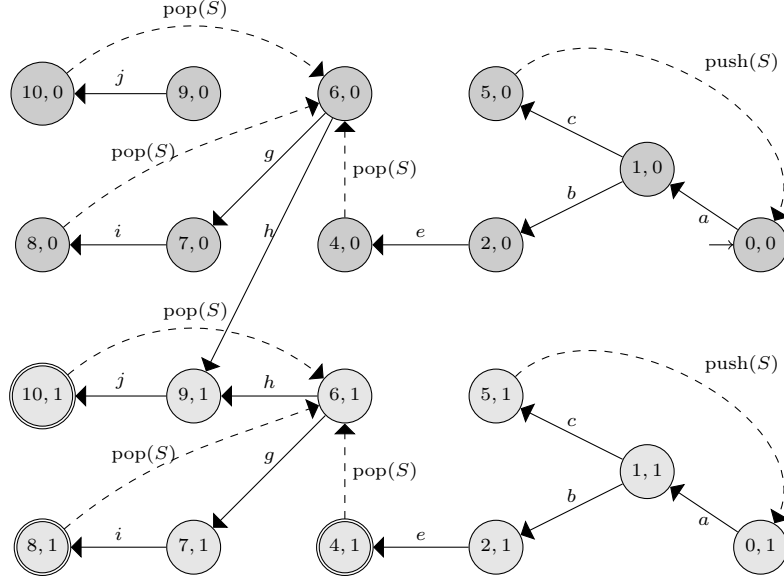 pop(S)
push(S)
10, 0
j
9, 0
6, 0
5, 0
c
pop(S)
g
pop(S)
1, 0
b
a
h
8, 0
i
7, 0
4, 0
e
2, 0
0, 0
pop(S)
push(S)
10, 1
j
9, 1
h
6, 1
5, 1
c
pop(S)
g
pop(S)
1, 1
b
a
8, 1
i
7, 1
4, 1
e
2, 1
0, 1